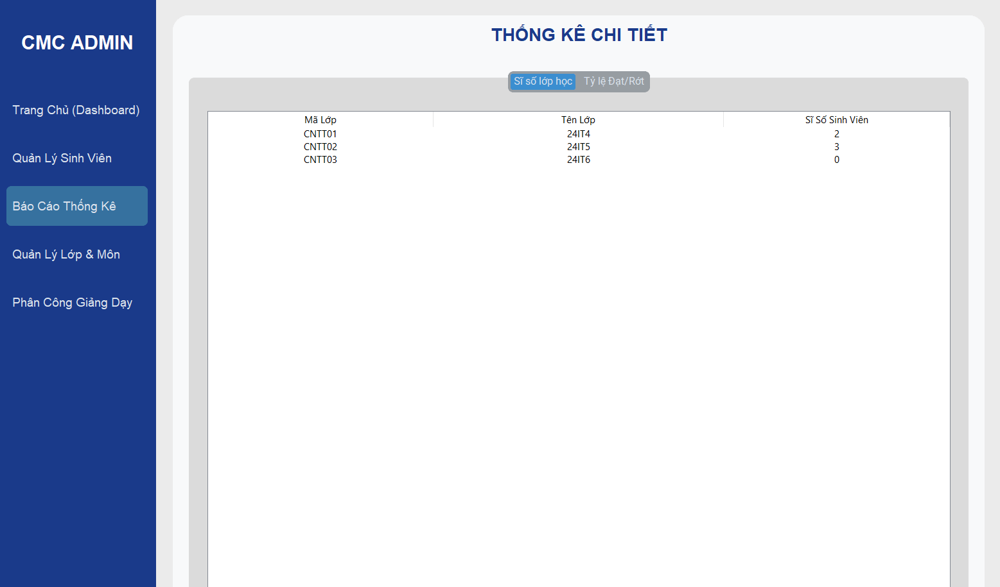 CMC ADMIN
Trang Chủ (Dashboard)
Quản Lý Sinh Viên
Báo Cáo Thống Kê
Quản Lý Lớp & Môn
Phân Công Giảng Dạy
THỐNG KÊ CHI TIẾT
Sĩ số lớp học Tỷ lệ Đạt/Rớt
Mã Lớp Tên Lớp Sĩ Số Sinh Viên
CNTT01 24IT4 2
CNTT02 24IT5 3
CNTT03 24IT6 0